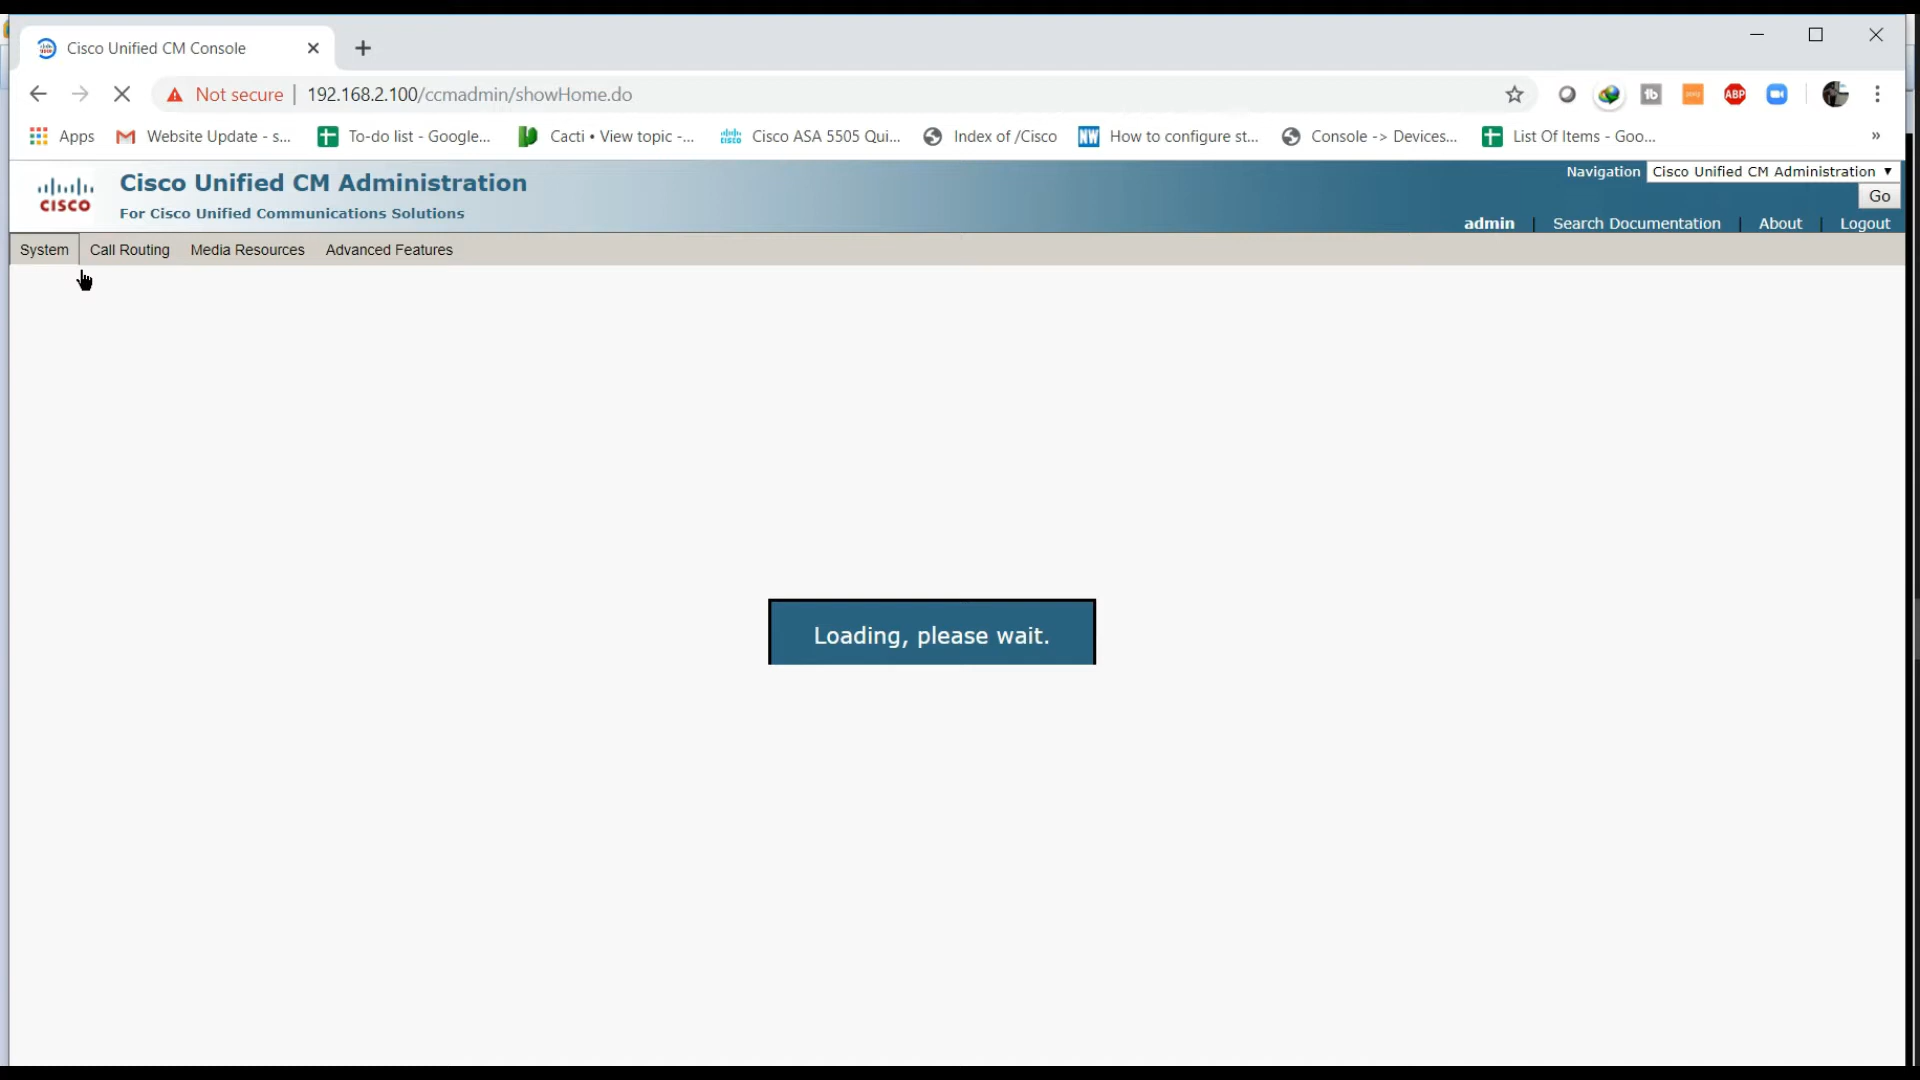 Cisco Unified CM Console
Not secure | 192.168.2.100/ccmadmin/showHome.do
ABP
Apps Website Update - s... To-do list - Google... Cacti • View topic -... Cisco ASA 5505 Qui... Index of /Cisco NW How to configure st... Console -> Devices... List Of Items - Goo... »
CISCO
Cisco Unified CM Administration
For Cisco Unified Communications Solutions
Navigation Cisco Unified CM Administration
Go
admin | Search Documentation | About | Logout
System Call Routing Media Resources Advanced Features
Loading, please wait.